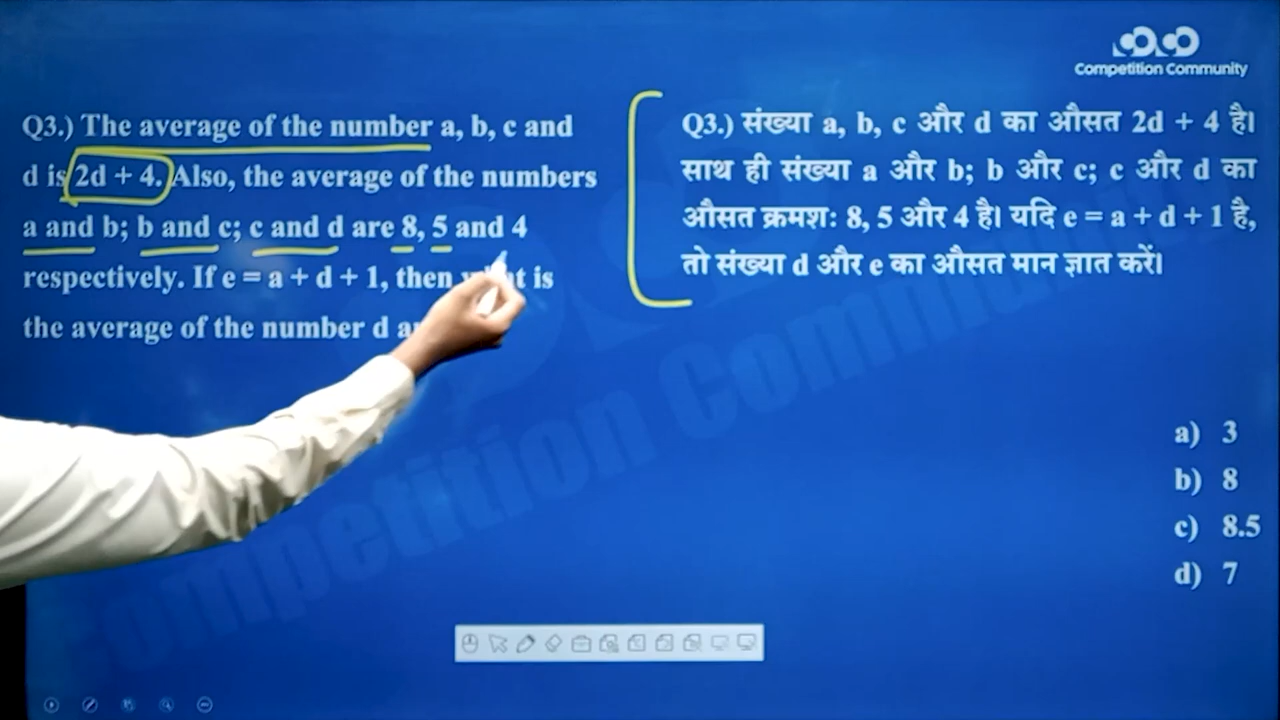 Competition Community
Q3.) The average of the number a, b, c and
d is 2d + 4. Also, the average of the numbers
a and b; b and c; c and d are 8, 5 and 4
respectively. If e = a + d + 1, then is
the average of the number d
Q3.) संख्या a, b, c और d का औसत 2d + 4 है।
साथ ही संख्या a और b; b और c; c और d का
औसत क्रमश: 8, 5 और 4 है। यदि e = a + d + 1 है,
तो संख्या d और e का औसत मान ज्ञात करें।
a) 3
b) 8
c) 8.5
d) 7
Competition Community